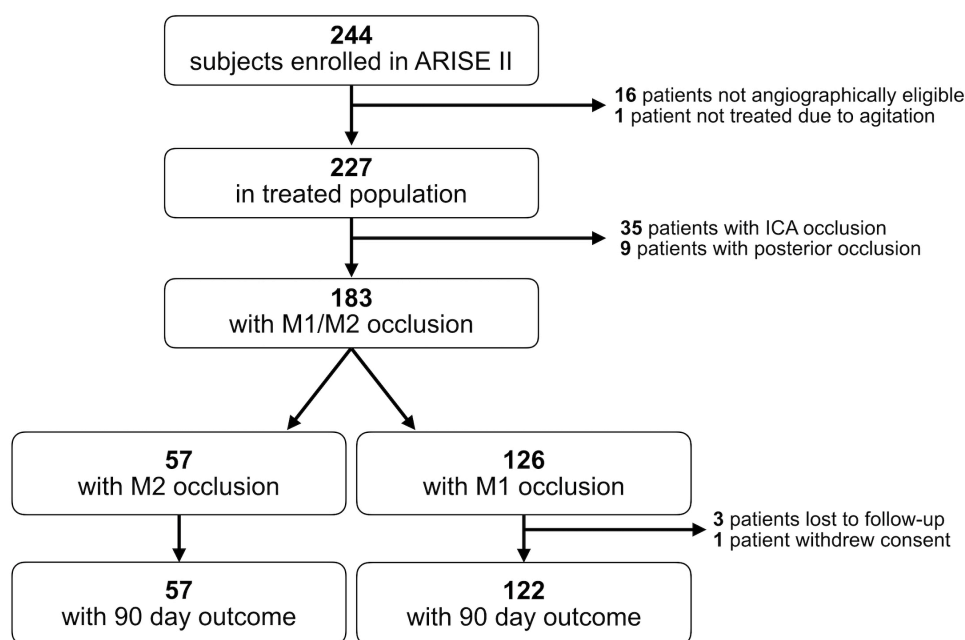 244
subjects enrolled in ARISE II
16 patients not angiographically eligible
1 patient not treated due to agitation
227
in treated population
35 patients with ICA occlusion
9 patients with posterior occlusion
183
with M1/M2 occlusion
57
with M2 occlusion
126
with M1 occlusion
3 patients lost to follow-up
1 patient withdrew consent
57
with 90 day outcome
122
with 90 day outcome